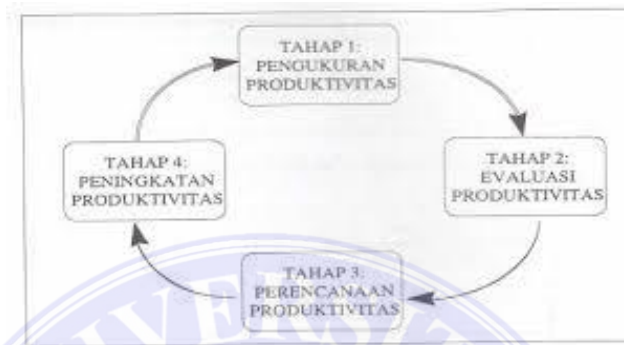 TAHAP 1:
PENGUKURAN
PRODUKTIVITAS
TAHAP 2:
EVALUASI
PRODUKTIVITAS
TAHAP 3:
PERENCANAAN
PRODUKTIVITAS
TAHAP 4:
PENINGKATAN
PRODUKTIVITAS